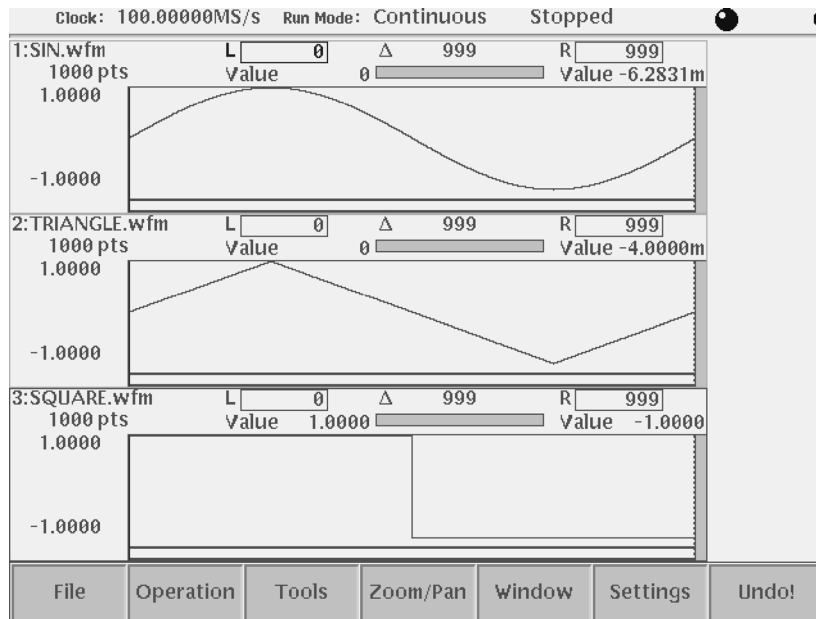 Clock: 100.00000MS/s Run Mode: Continuous Stopped
1:SIN.wfm L 0 Δ 999 R 999
1000 pts Value 0 Value -6.2831m
1.0000
-1.0000
2:TRIANGLE.wfm L 0 Δ 999 R 999
1000 pts Value 0 Value -4.0000m
1.0000
-1.0000
3:SQUARE.wfm L 0 Δ 999 R 999
1000 pts Value 1.0000 Value -1.0000
1.0000
-1.0000
File Operation Tools Zoom/Pan Window Settings Undo!